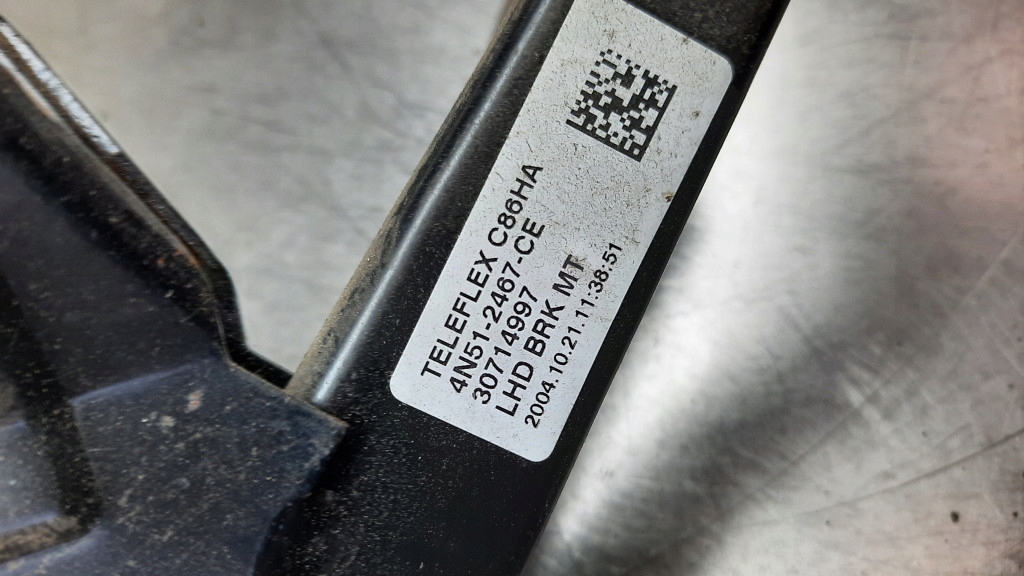 TELEFLEX C86HA
4N51-2467-CE
30714997
LHD BRK MT
2004.10.21.11:38:51